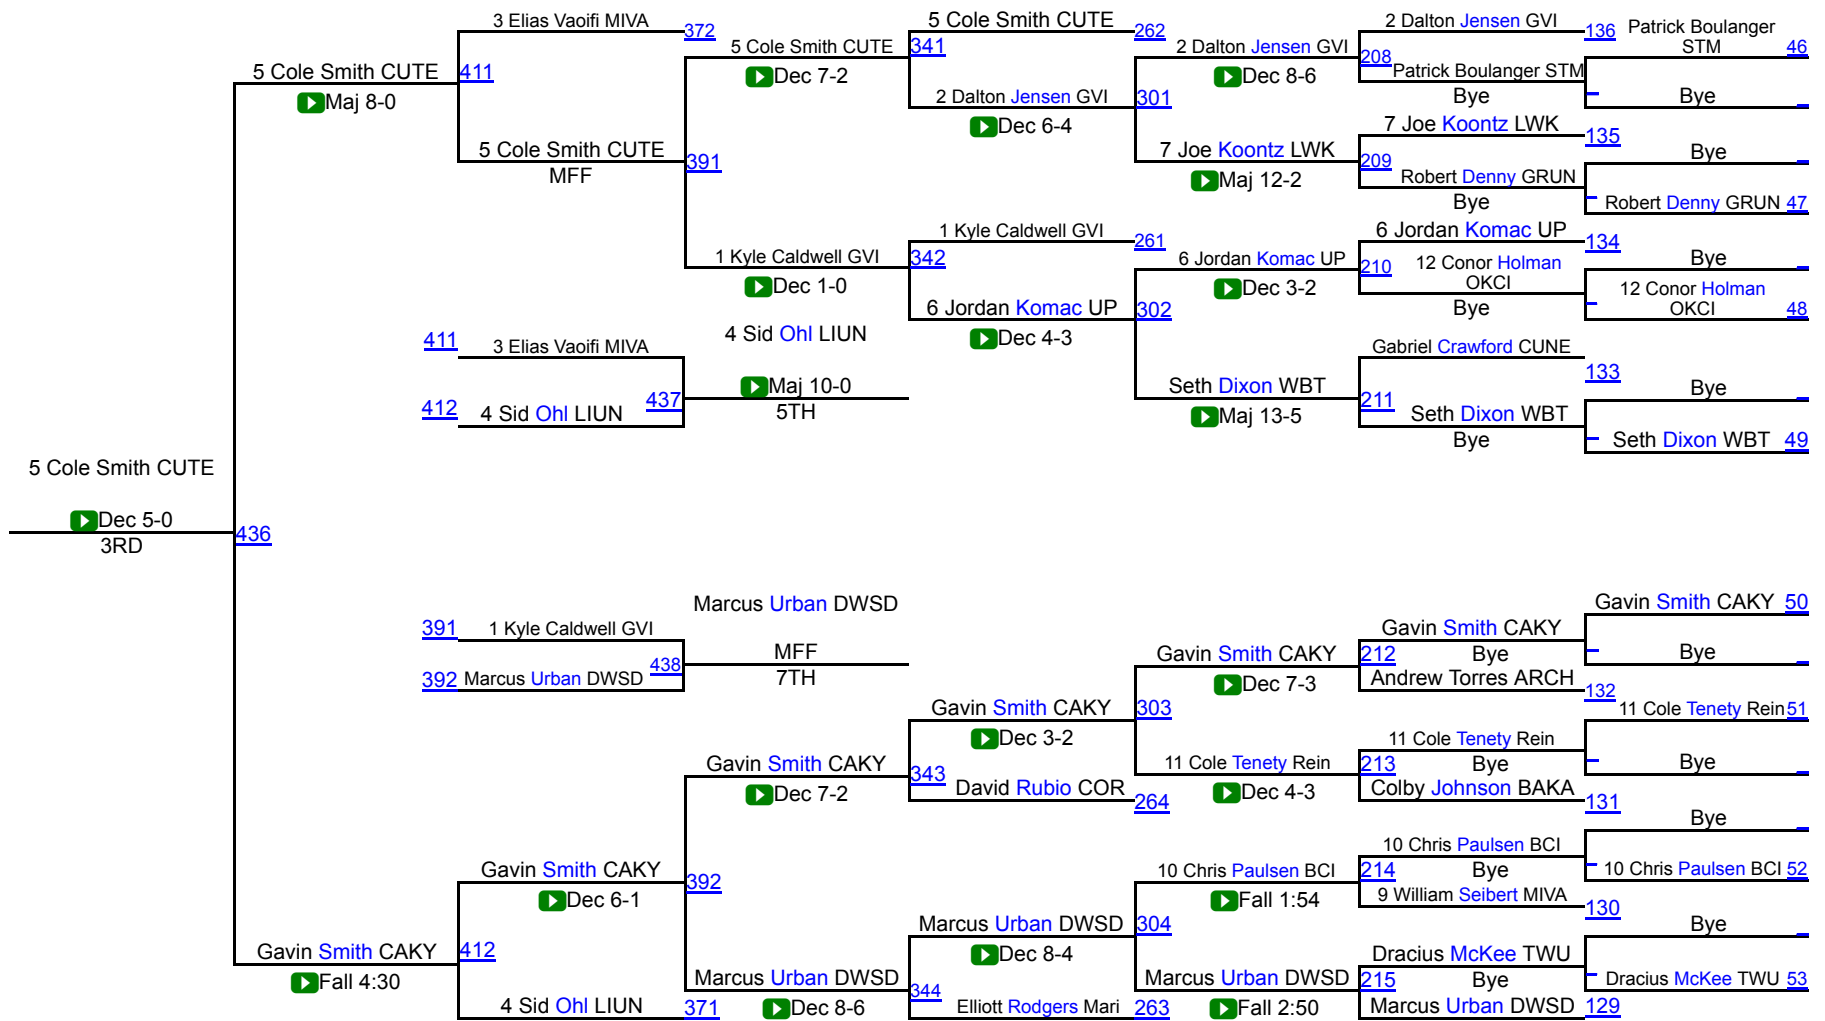 3 Elias Vaoifi MIVA
372
5 Cole Smith CUTE
411
Maj 8-0
5 Cole Smith CUTE
MFF
5 Cole Smith CUTE
341
Dec 7-2
391
1 Kyle Caldwell GVI
342
Dec 1-0
5 Cole Smith CUTE
262
2 Dalton Jensen GVI
301
Dec 6-4
1 Kyle Caldwell GVI
261
6 Jordan Komac UP
302
Dec 4-3
2 Dalton Jensen GVI
208
Dec 8-6
7 Joe Koontz LWK
209
Maj 12-2
6 Jordan Komac UP
210
Dec 3-2
Seth Dixon WBT
211
Maj 13-5
2 Dalton Jensen GVI
136
Patrick Boulanger STM
Bye
7 Joe Koontz LWK
135
Robert Denny GRUN
Bye
6 Jordan Komac UP
134
12 Conor Holman
OKCI
Bye
Gabriel Crawford CUNE
133
Seth Dixon WBT
Bye
Patrick Boulanger
STM
46
Bye
Bye
Robert Denny GRUN 47
Bye
12 Conor Holman
OKCI
48
Bye
Seth Dixon WBT 49
411
3 Elias Vaoifi MIVA
412
4 Sid Ohl LIUN
437
4 Sid Ohl LIUN
Maj 10-0
5TH
5 Cole Smith CUTE
Dec 5-0
3RD
436
391
1 Kyle Caldwell GVI
392
Marcus Urban DWSD
438
Marcus Urban DWSD
MFF
7TH
Gavin Smith CAKY
412
Fall 4:30
Gavin Smith CAKY
392
Dec 6-1
4 Sid Ohl LIUN
371
Gavin Smith CAKY
343
Dec 7-2
Marcus Urban DWSD
344
Dec 8-6
Gavin Smith CAKY
303
Dec 3-2
David Rubio COR
264
Marcus Urban DWSD
304
Dec 8-4
Elliott Rodgers Mari
263
Gavin Smith CAKY
212
Dec 7-3
11 Cole Tenety Rein
213
Dec 4-3
10 Chris Paulsen BCI
214
Fall 1:54
Marcus Urban DWSD
215
Fall 2:50
Gavin Smith CAKY
Bye
Andrew Torres ARCH
132
11 Cole Tenety Rein
Bye
Colby Johnson BAKA
131
10 Chris Paulsen BCI
Bye
9 William Seibert MIVA
130
Dracius McKee TWU
Bye
Marcus Urban DWSD
129
Gavin Smith CAKY 50
Bye
11 Cole Tenety Rein 51
Bye
Bye
10 Chris Paulsen BCI 52
Bye
Dracius McKee TWU 53